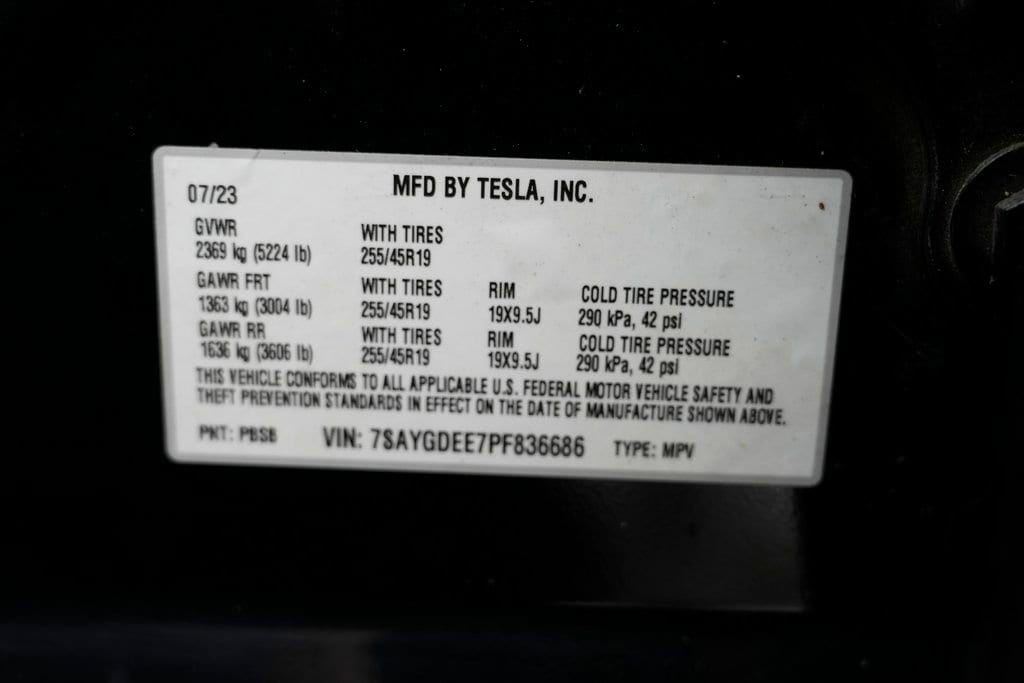 07/23 MFD BY TESLA, INC.
GVWR WITH TIRES
2369 kg (5224 lb) 255/45R19
GAWR FRT WITH TIRES RIM COLD TIRE PRESSURE
1363 kg (3004 lb) 255/45R19 19X9.5J 290 kPa, 42 psi
GAWR RR WITH TIRES RIM COLD TIRE PRESSURE
1636 kg (3606 lb) 255/45R19 19X9.5J 290 kPa, 42 psi
THIS VEHICLE CONFORMS TO ALL APPLICABLE U.S. FEDERAL MOTOR VEHICLE SAFETY AND
THEFT PREVENTION STANDARDS IN EFFECT ON THE DATE OF MANUFACTURE SHOWN ABOVE.
PNT: PBSB VIN: 7SAYGDEE7PF836686 TYPE: MPV